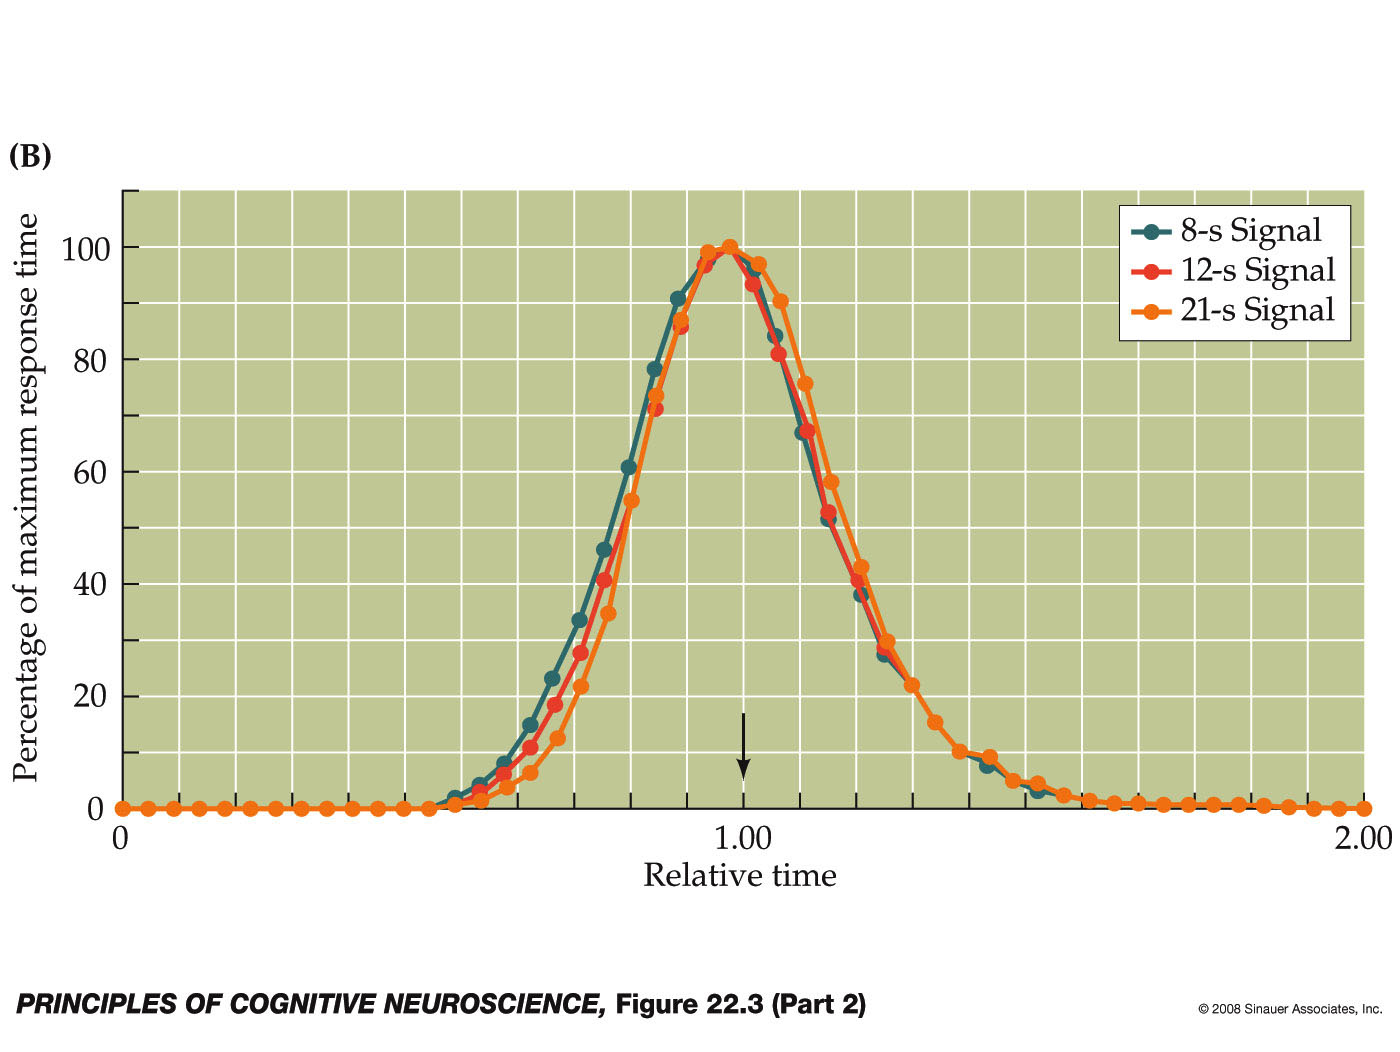 (B)
Percentage of maximum response time
100
80
60
40
20
0
8-s Signal
12-s Signal
21-s Signal
0 1.00 2.00
Relative time
PRINCIPLES OF COGNITIVE NEUROSCIENCE, Figure 22.3 (Part 2)
© 2008 Sinauer Associates, Inc.